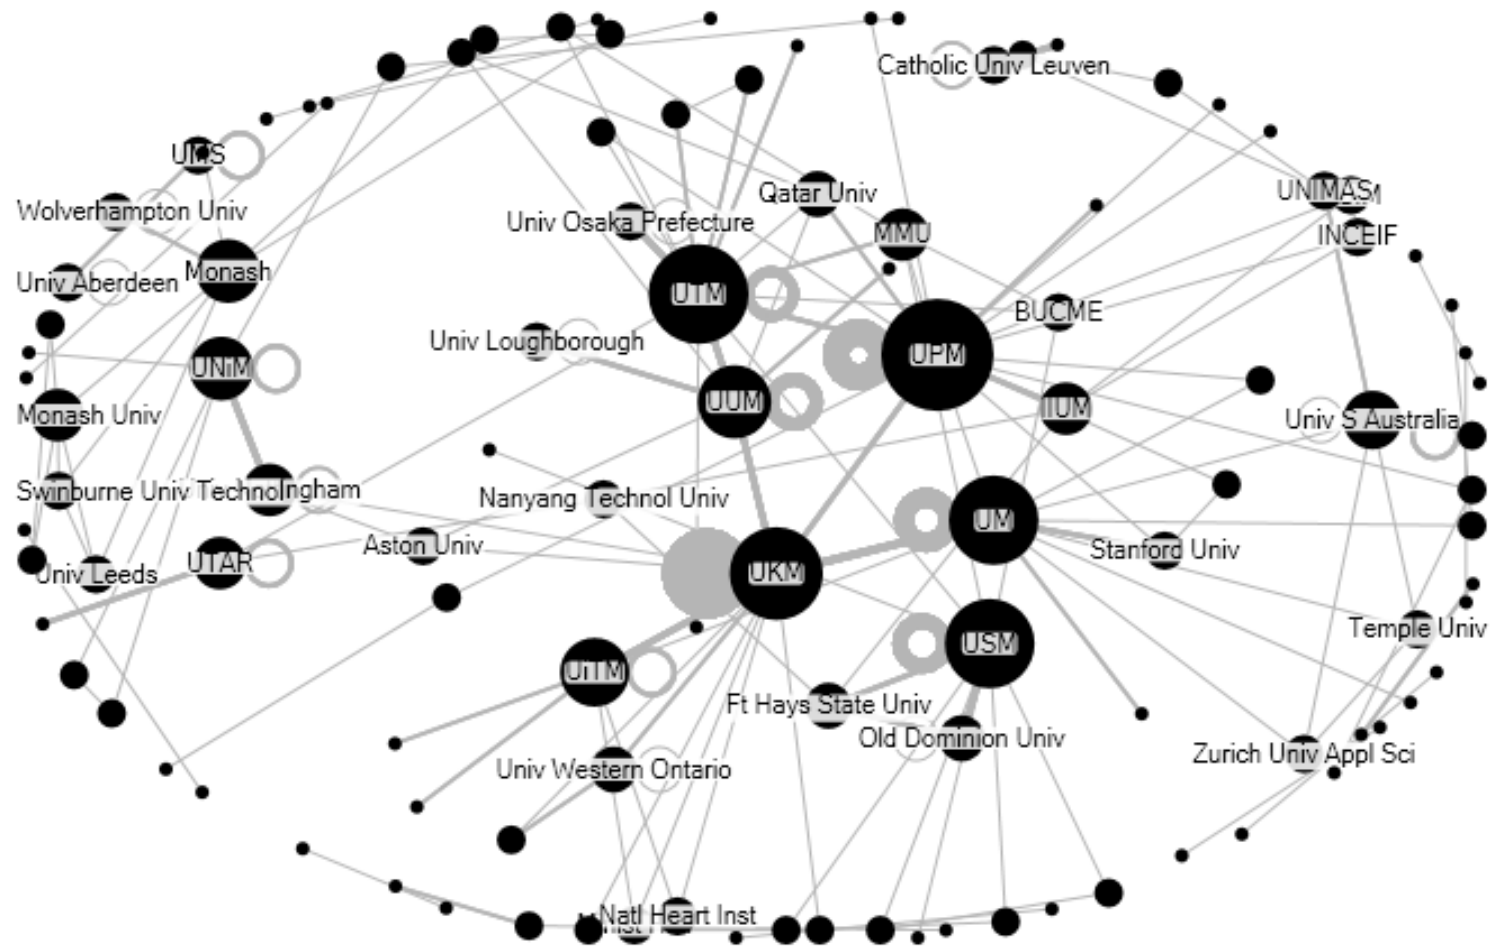 Catholic Univ Leuven
UMS
Wolverhampton Univ
Qatar Univ
UNIMAS
Univ Osaka Prefecture
MMU
INCEIF
Monash
Univ Aberdeen
UTM
BUCME
Univ Loughborough
UPM
UNiM
UUM
IIUM
Monash Univ
Univ S Australia
Swinburne Univ Technol
Nanyang Technol Univ
UM
Aston Univ
Stanford Univ
UTAR
Univ Leeds
UKM
Temple Univ
USM
UiTM
Ft Hays State Univ
Old Dominion Univ
Zurich Univ Appl Sci
Univ Western Ontario
Natl Heart Inst